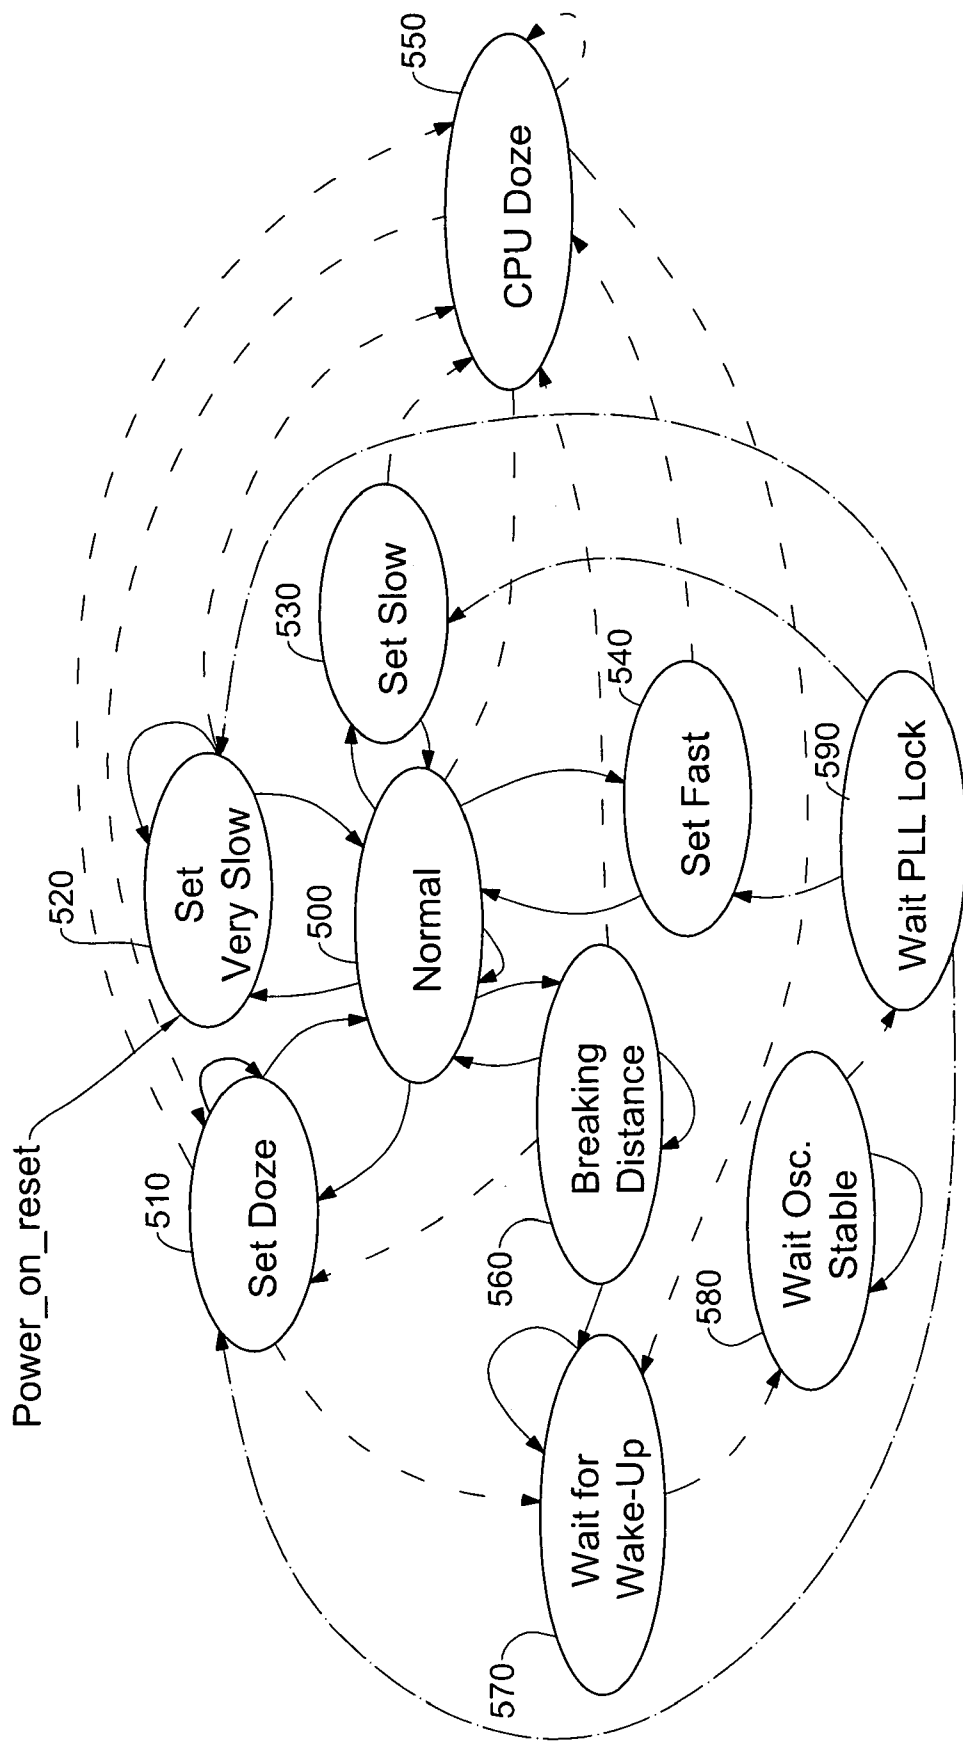 Power_on_reset
510
Set Doze
520
Set
Very Slow
500
Normal
530
Set Slow
550
CPU Doze
540
Set Fast
560
Breaking
Distance
570
Wait for
Wake-Up
580
Wait Osc.
Stable
590
Wait PLL Lock